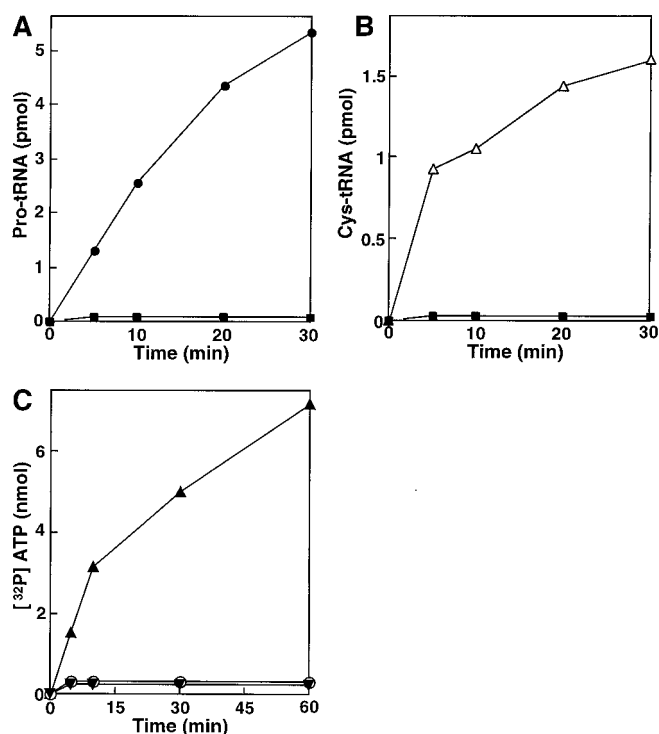 A
Pro-tRNA (pmol)
5
4
3
2
1
0
0 10 20 30
Time (min)
B
Cys-tRNA (pmol)
1.5
1
0.5
0
0 10 20 30
Time (min)
C
[³²P] ATP (nmol)
6
4
2
0
0 15 30 45 60
Time (min)